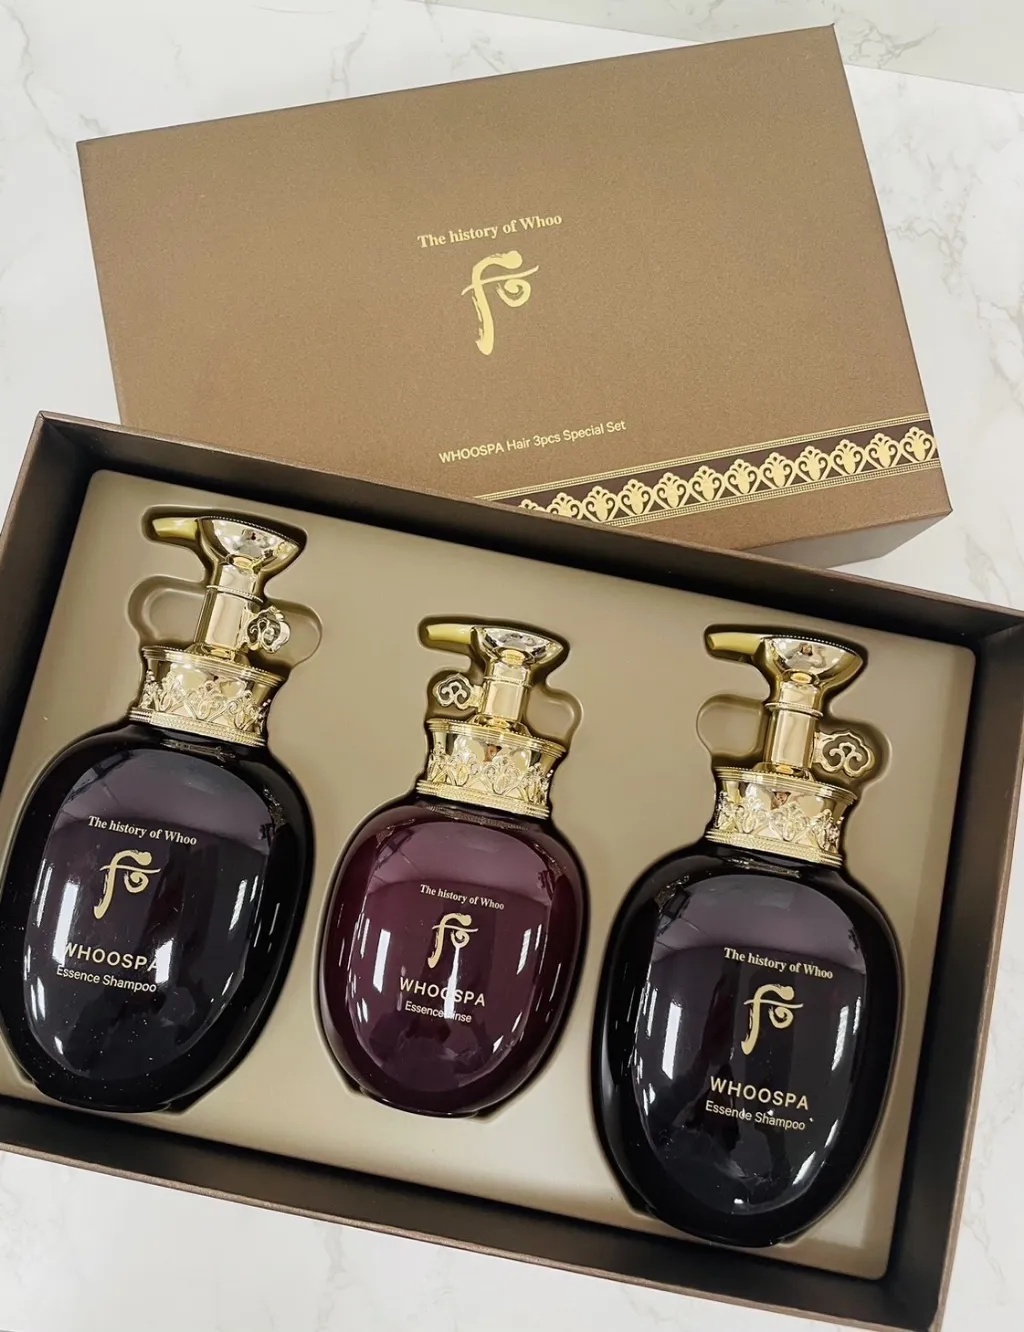 The history of Whoo
WHOOSPA Hair 3pcs Special Set
The history of Whoo
WHOOSPA
Essence Shampoo
The history of Whoo
WHOOSPA
Essence Rinse
The history of Whoo
WHOOSPA
Essence Shampoo